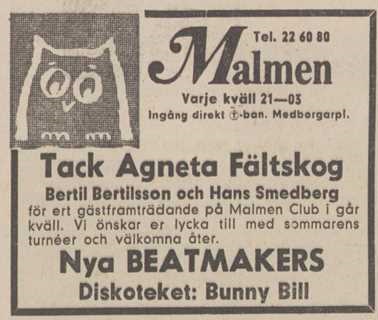 Tel. 22 60 80
Malmen
Varje kväll 21—03
Ingång direkt T-ban. Medborgarpl.
Tack Agneta Fältskog
Bertil Bertilsson och Hans Smedberg
för ert gästframträdande på Malmen Club i går
kväll. Vi önskar er lycka till med sommarens
turnéer och välkomna åter.
Nya BEATMAKERS
Diskoteket: Bunny Bill